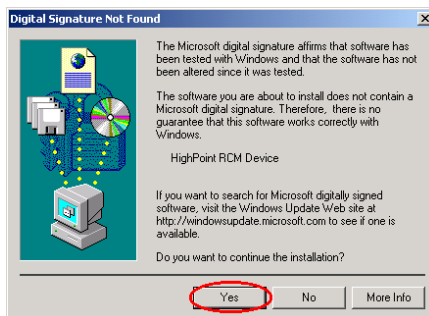 Digital Signature Not Found
The Microsoft digital signature affirms that software has
been tested with Windows and that the software has not
been altered since it was tested.
The software you are about to install does not contain a
Microsoft digital signature. Therefore, there is no
guarantee that this software works correctly with
Windows.
HighPoint RCM Device
If you want to search for Microsoft digitally signed
software, visit the Windows Update Web site at
http://windowsupdate.microsoft.com to see if one is
available.
Do you want to continue the installation?
Yes No More Info